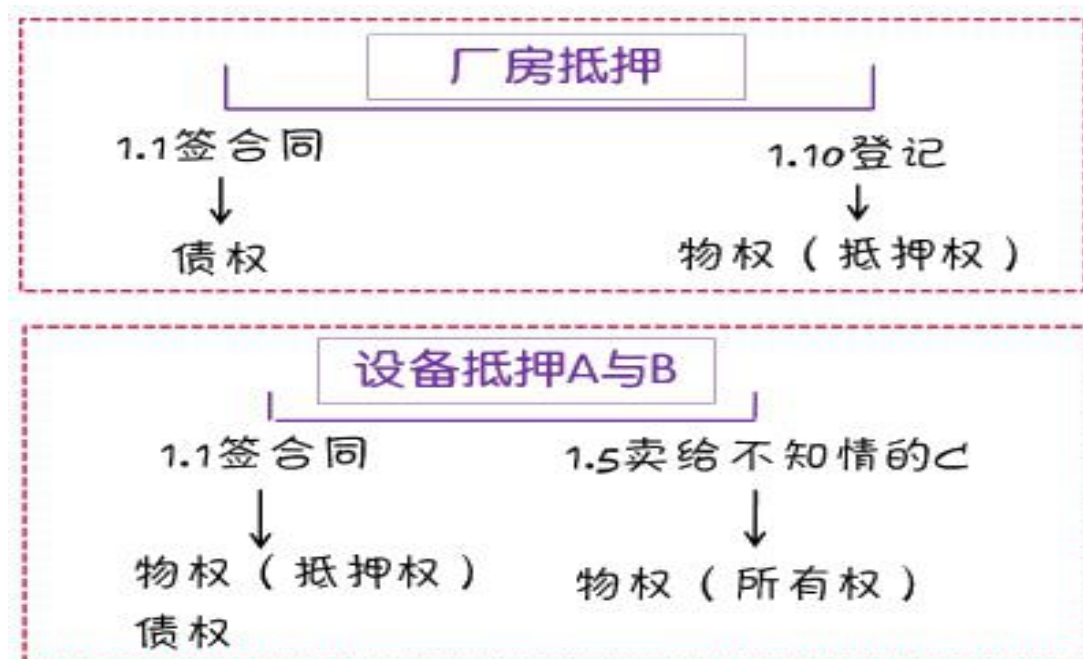 厂房抵押
1.1签合同
1.10登记
债权
物权（抵押权）
设备抵押A与B
1.1签合同
1.5卖给不知情的C
物权（抵押权）
物权（所有权）
债权